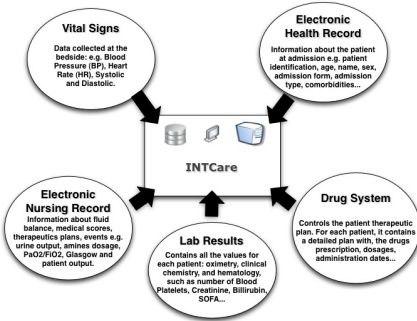 Vital Signs
Data collected at the
bedside: e.g. Blood
Pressure (BP), Heart
Rate (HR), Systolic
and Diastolic.
Electronic
Health Record
Information about the patient
at admission e.g. patient
identification, age, name, sex,
admission form, admission
type, comorbidities...
INTCare
Electronic
Nursing Record
Information about fluid
balance, medical scores,
therapeutics plans, events e.g.
urine output, amines dosage,
PaO2/FiO2, Glasgow and
patient output.
Lab Results
Contains all the values for
each patient: oximetry, clinical
chemistry, and hematology,
such as number of Blood
Platelets, Creatinine, Billirubin,
SOFA...
Drug System
Controls the patient therapeutic
plan. For each patient, it contains
a detailed plan with, the drugs
prescription, dosages,
administration dates...